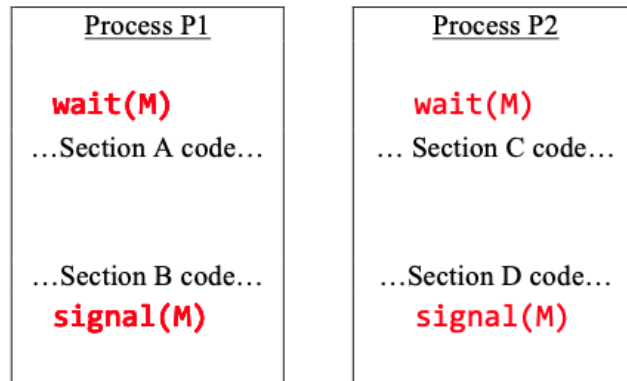 Process P1
wait(M)
...Section A code...
...Section B code...
signal(M)
Process P2
wait(M)
... Section C code...
...Section D code...
signal(M)